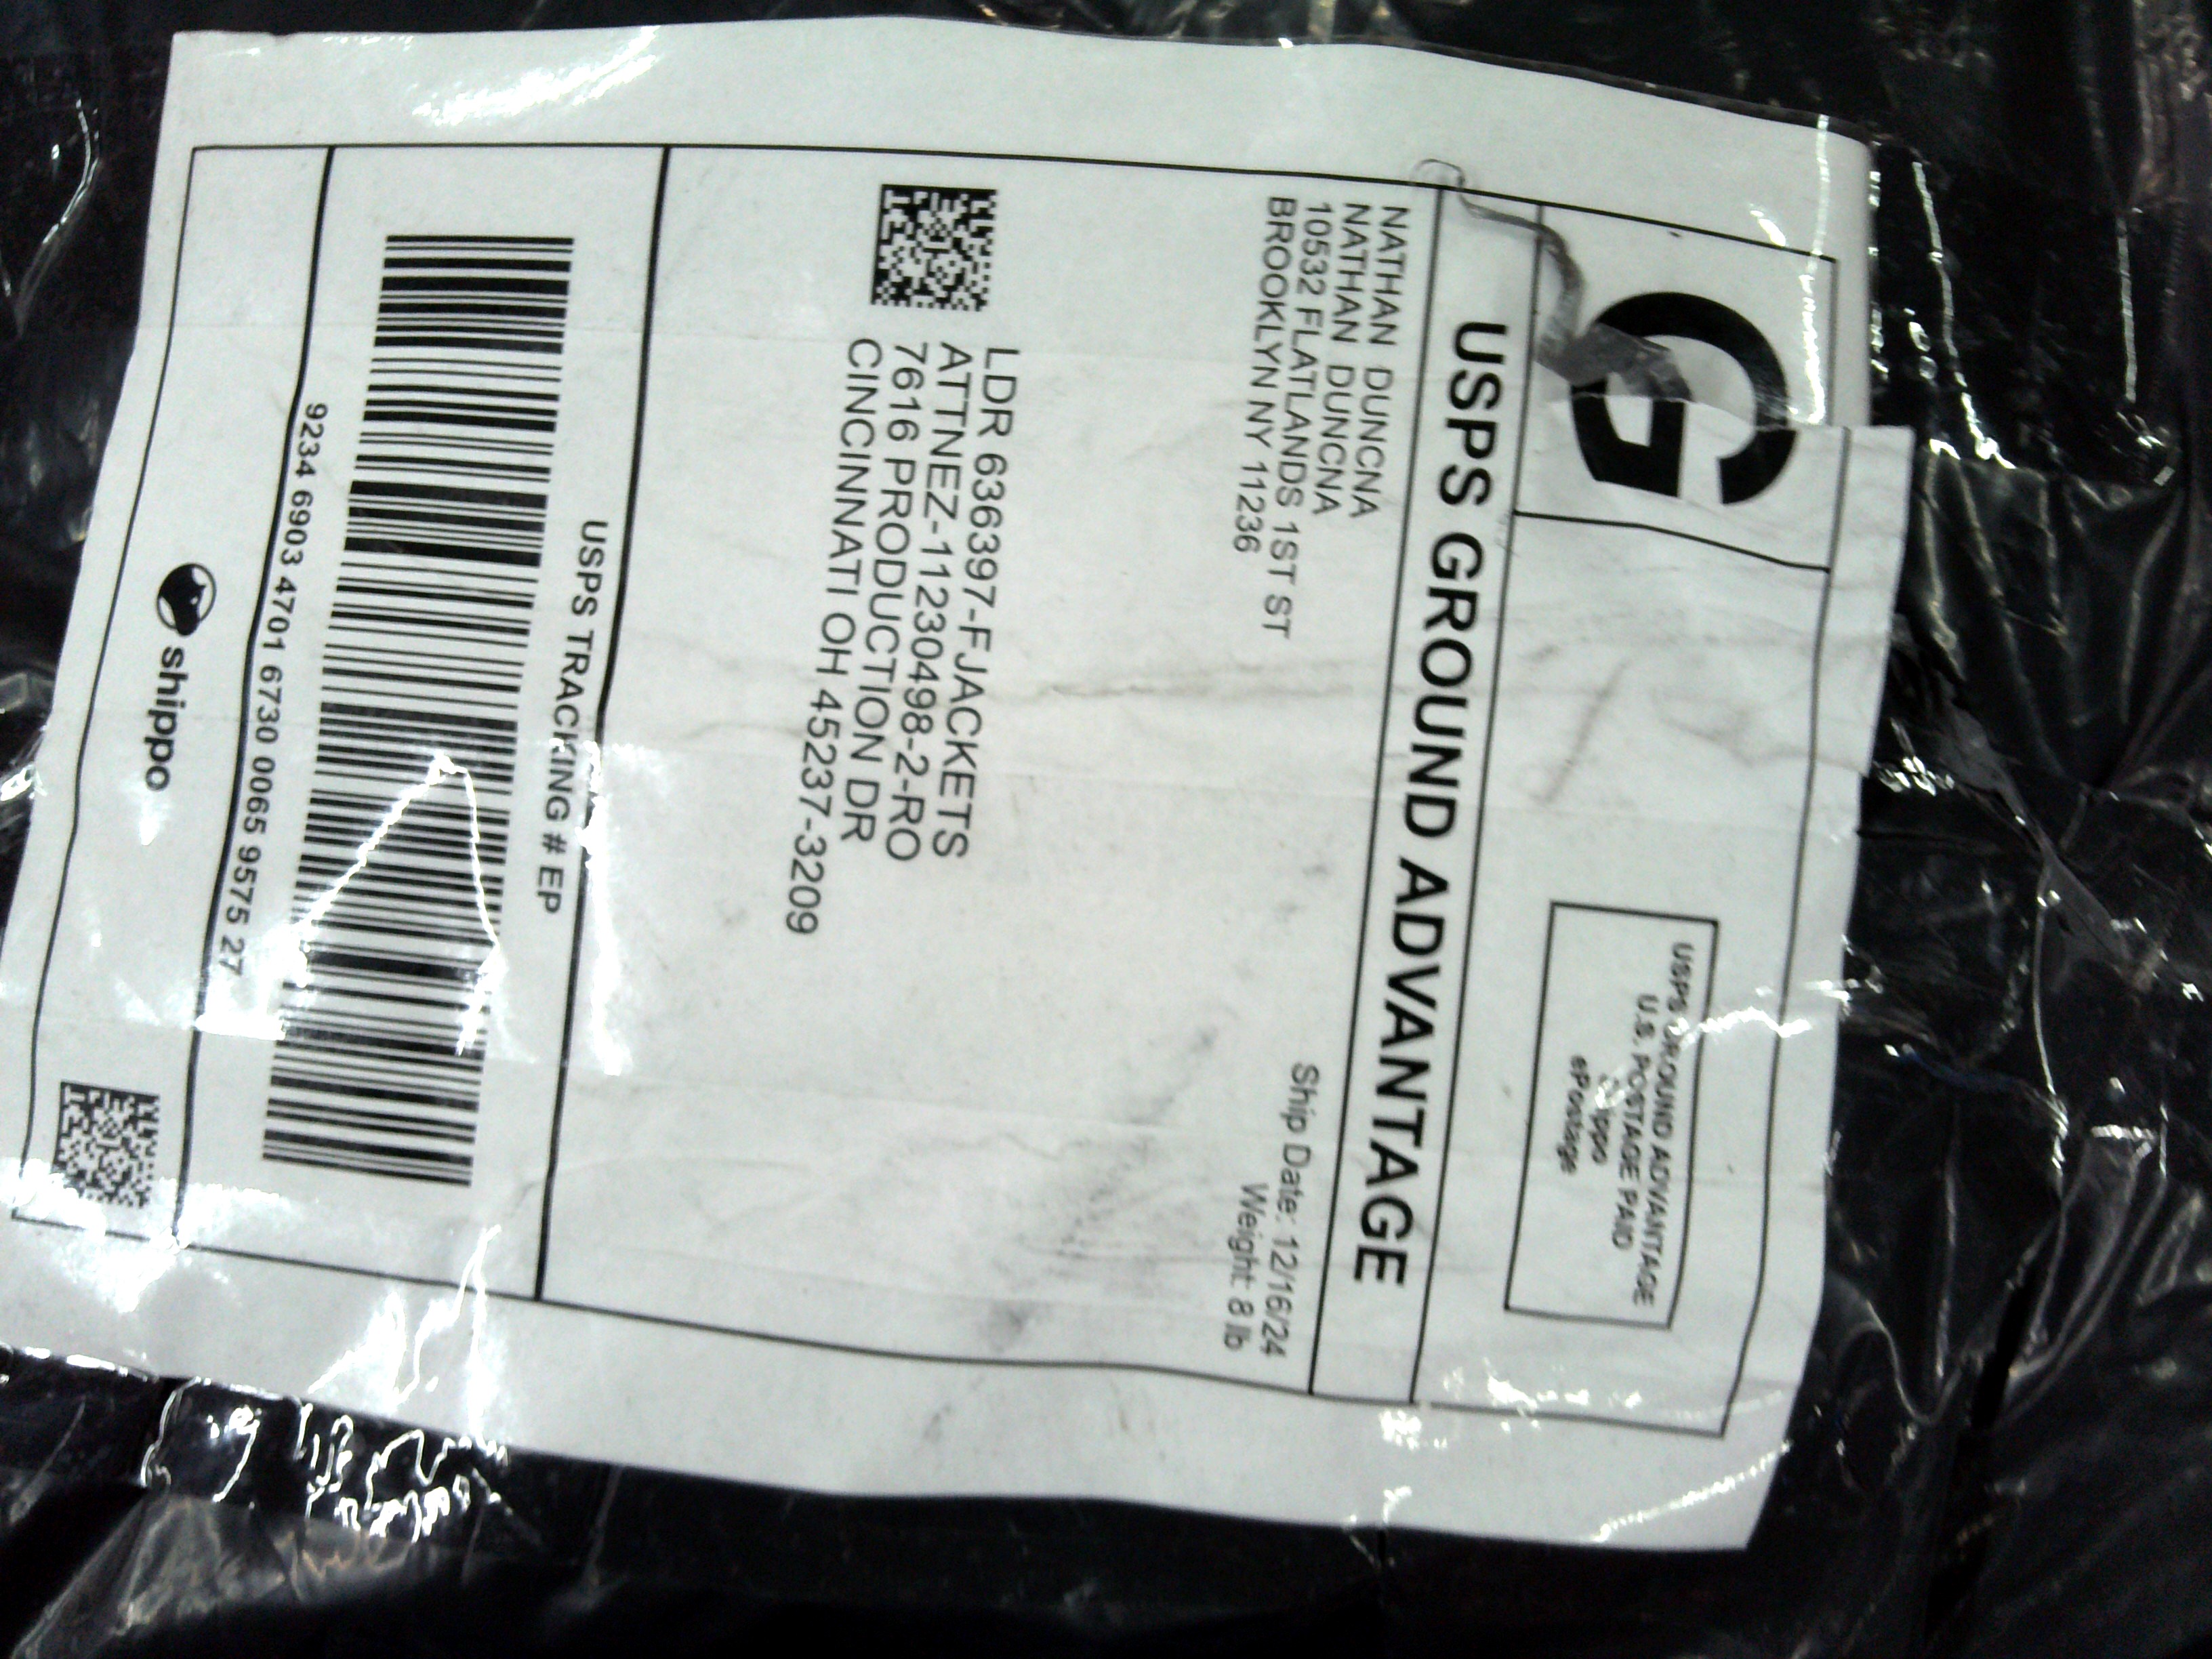 G
USPS GROUND ADVANTAGE
U.S. POSTAGE PAID
ePostage
USPS GROUND ADVANTAGE
NATHAN DUNCNA
NATHAN DUNCNA
10532 FLATLANDS 1ST ST
BROOKLYN NY 11236
Ship Date: 12/16/24
Weight: 8 lb
LDR 636397-FJACKETS
ATTNEZ-11230498-2-RO
7616 PRODUCTION DR
CINCINNATI OH 45237-3209
USPS TRACKING # EP
9234 6903 4701 6730 0065 9575 27
shippo